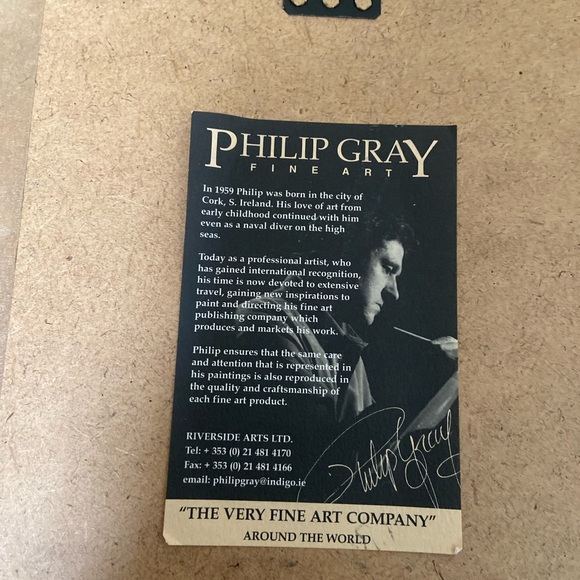 PHILIP GRAY
FINE ART
In 1959 Philip was born in the city of
Cork, S. Ireland. His love of art from
early childhood continued with him
even as a naval diver on the high
seas.
Today as a professional artist, who
has gained international recognition,
his time is now devoted to extensive
travel, gaining new inspirations to
paint and directing his fine art
publishing company which
produces and markets his work.
Philip ensures that the same care
and attention that is represented in
his paintings is also reproduced in
the quality and craftsmanship of
each fine art product.
RIVERSIDE ARTS LTD.
Tel: + 353 (0) 21 481 4170
Fax: + 353 (0) 21 481 4166
email: philipgray@indigo.ie
Philip Gray
"THE VERY FINE ART COMPANY"
AROUND THE WORLD